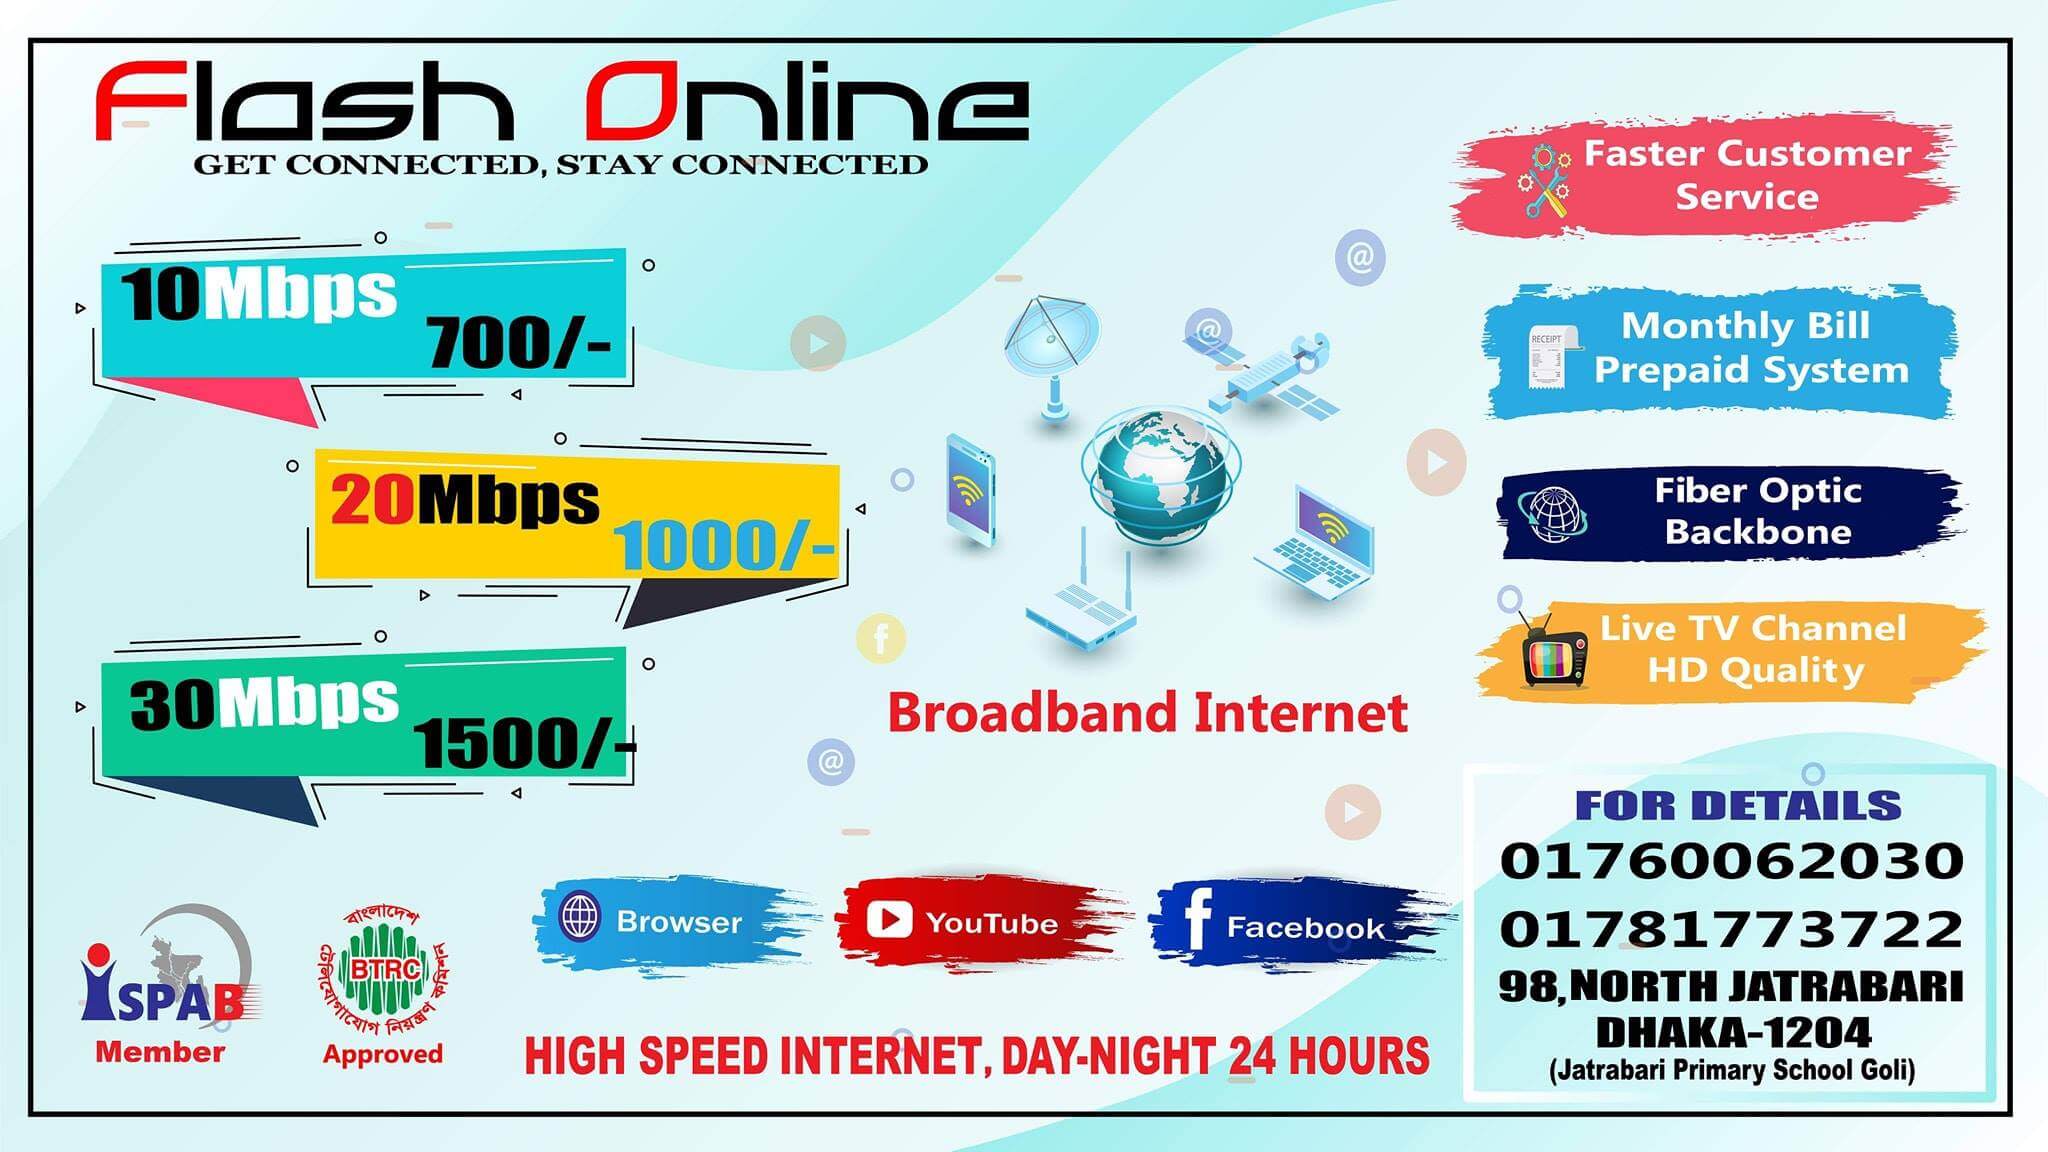 Flash Online
GET CONNECTED, STAY CONNECTED
10Mbps
700/-
20Mbps
1000/-
30Mbps
1500/-
Broadband Internet
Faster Customer
Service
RECEIPT
Monthly Bill
Prepaid System
Fiber Optic
Backbone
Live TV Channel
HD Quality
FOR DETAILS
01760062030
01781773722
98,NORTH JATRABARI
DHAKA-1204
(Jatrabari Primary School Goli)
Browser
YouTube
Facebook
HIGH SPEED INTERNET, DAY-NIGHT 24 HOURS
ISPAB
Member
বাংলাদেশ
টেলিযোগাযোগ নিয়ন্ত্রণ কমিশন
BTRC
Approved